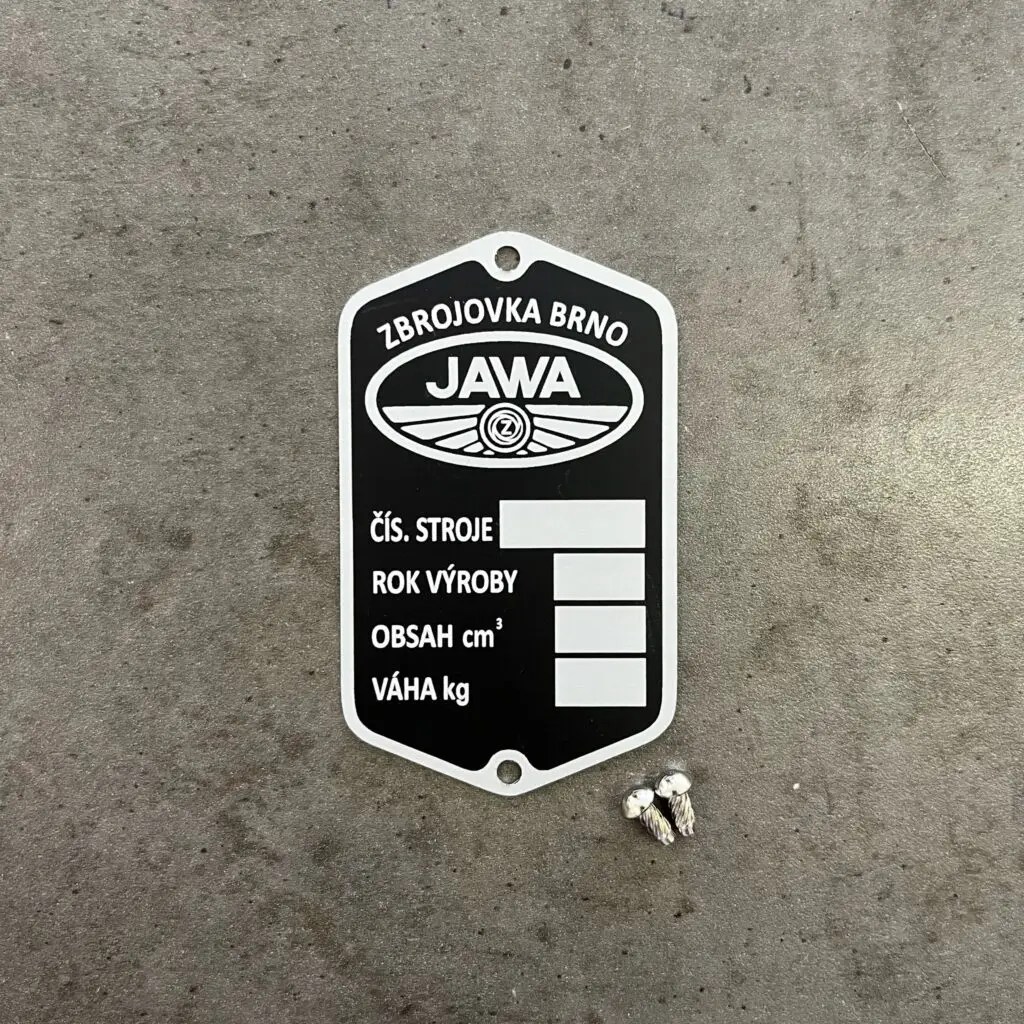 ZBROJOVKA BRNO
JAWA
Z
ČÍS. STROJE
ROK VÝROBY
OBSAH cm³
VÁHA kg